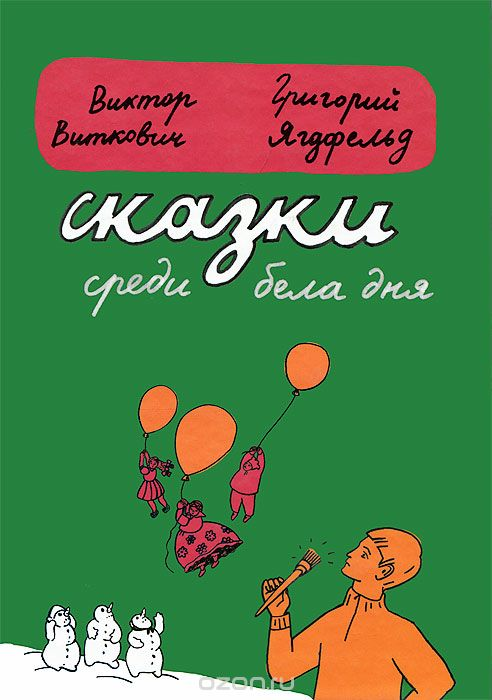 Виктор Виткович
Григорий Ягдфельд
сказки
среди бела дня
ozon.ru